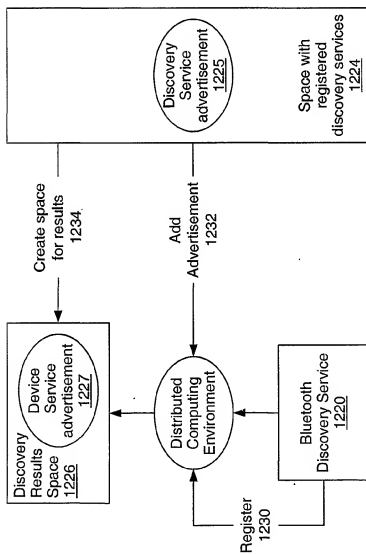 Discovery
Service
advertisement
1225
Space with
registered
discovery services
1224
Create space
for results
1234
Add
Advertisement
1232
Discovery
Results
Space
1226
Device
Service
advertisement
1227
Distributed
Computing
Environment
Bluetooth
Discovery Service
1220
Register
1230